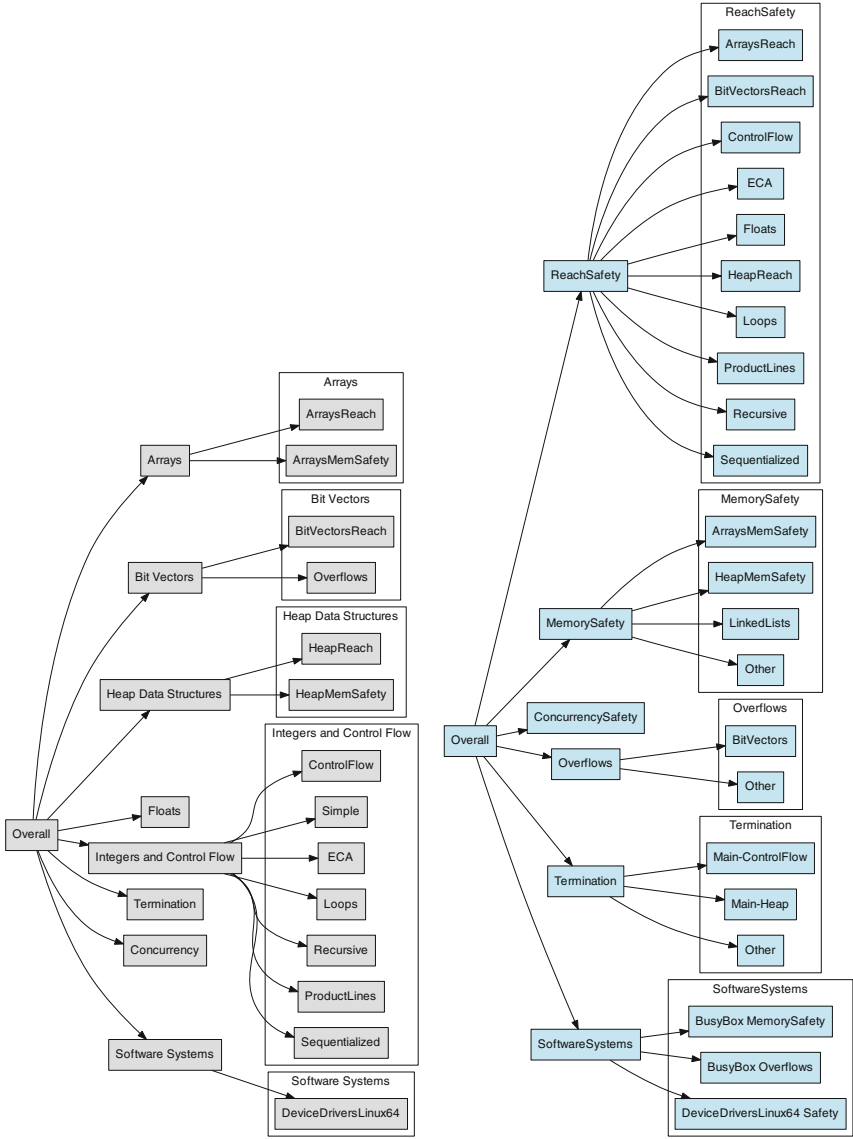 Overall
Arrays
Arrays
ArraysReach
ArraysMemSafety
Bit Vectors
Bit Vectors
BitVectorsReach
Overflows
Heap Data Structures
Heap Data Structures
HeapReach
HeapMemSafety
Floats
Integers and Control Flow
Integers and Control Flow
ControlFlow
Simple
ECA
Loops
Recursive
ProductLines
Sequentialized
Termination
Concurrency
Software Systems
Software Systems
DeviceDriversLinux64
Overall
ReachSafety
ReachSafety
ArraysReach
BitVectorsReach
ControlFlow
ECA
Floats
HeapReach
Loops
ProductLines
Recursive
Sequentialized
MemorySafety
MemorySafety
ArraysMemSafety
HeapMemSafety
LinkedLists
Other
ConcurrencySafety
Overflows
Overflows
BitVectors
Other
Termination
Termination
Main-ControlFlow
Main-Heap
Other
SoftwareSystems
SoftwareSystems
BusyBox MemorySafety
BusyBox Overflows
DeviceDriversLinux64 Safety